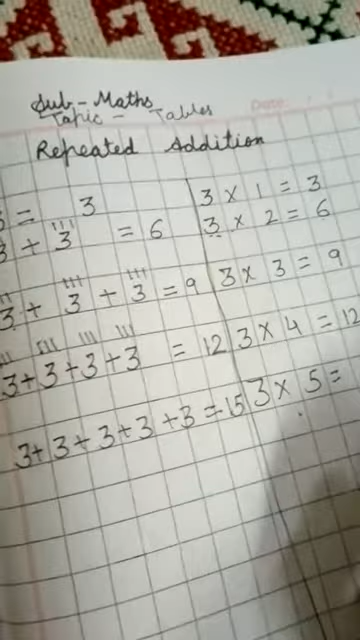 Sub - Maths
Topic - Tables
Date: / /
Repeated Addition
3 = 3
3 × 1 = 3
3 + 3 = 6
3 × 2 = 6
3 + 3 + 3 = 9
3 × 3 = 9
3+3+3+3 = 12
3 × 4 = 12
3+3+3+3+3=15
3 × 5 =